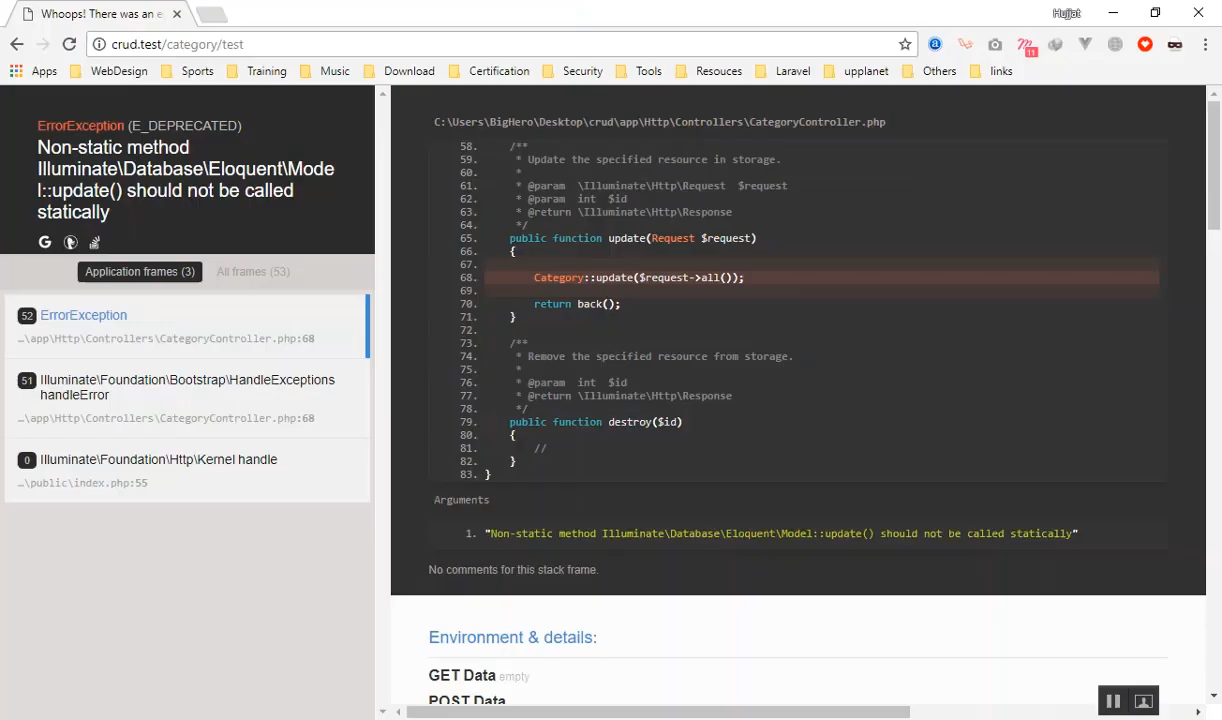 Whoops! There was an e
Hujjat
crud.test/category/test
11
Apps WebDesign Sports Training Music Download Certification Security Tools Resouces Laravel upplanet Others links
ErrorException (E_DEPRECATED)
Non-static method
Illuminate\Database\Eloquent\Mode
l::update() should not be called
statically
Application frames (3) All frames (53)
52 ErrorException
…\app\Http\Controllers\CategoryController.php:68
51 Illuminate\Foundation\Bootstrap\HandleExceptions
handleError
…\app\Http\Controllers\CategoryController.php:68
0 Illuminate\Foundation\Http\Kernel handle
…\public\index.php:55
C:\Users\BigHero\Desktop\crud\app\Http\Controllers\CategoryController.php
58. /**
59. * Update the specified resource in storage.
60. *
61. * @param \Illuminate\Http\Request $request
62. * @param int $id
63. * @return \Illuminate\Http\Response
64. */
65. public function update(Request $request)
66. {
67.
68. Category::update($request->all());
69.
70. return back();
71. }
72.
73. /**
74. * Remove the specified resource from storage.
75. *
76. * @param int $id
77. * @return \Illuminate\Http\Response
78. */
79. public function destroy($id)
80. {
81. //
82. }
83. }
Arguments
1. "Non-static method Illuminate\Database\Eloquent\Model::update() should not be called statically"
No comments for this stack frame.
Environment & details:
GET Data empty
POST Data